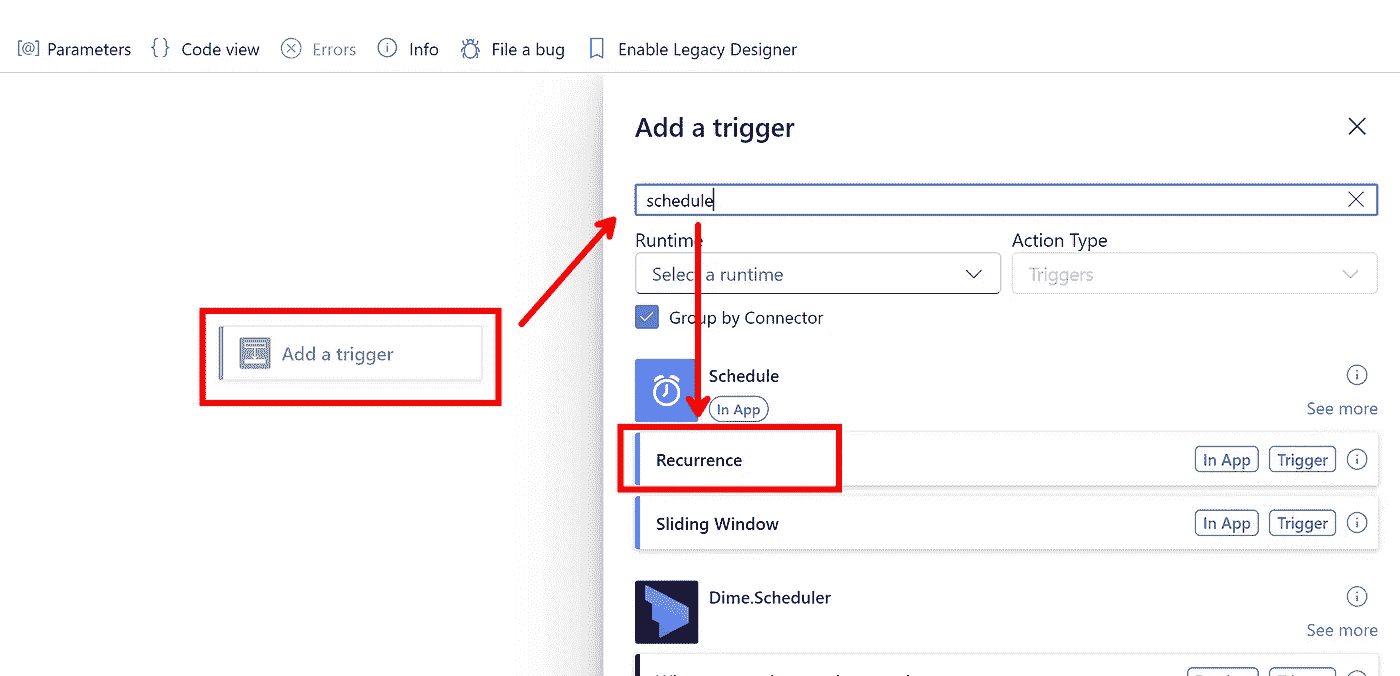 [@] Parameters {} Code view Errors Info File a bug Enable Legacy Designer
Add a trigger
Add a trigger
schedule
Runtime Action Type
Select a runtime Triggers
Group by Connector
Schedule
In App See more
Recurrence In App Trigger
Sliding Window In App Trigger
Dime.Scheduler
See more